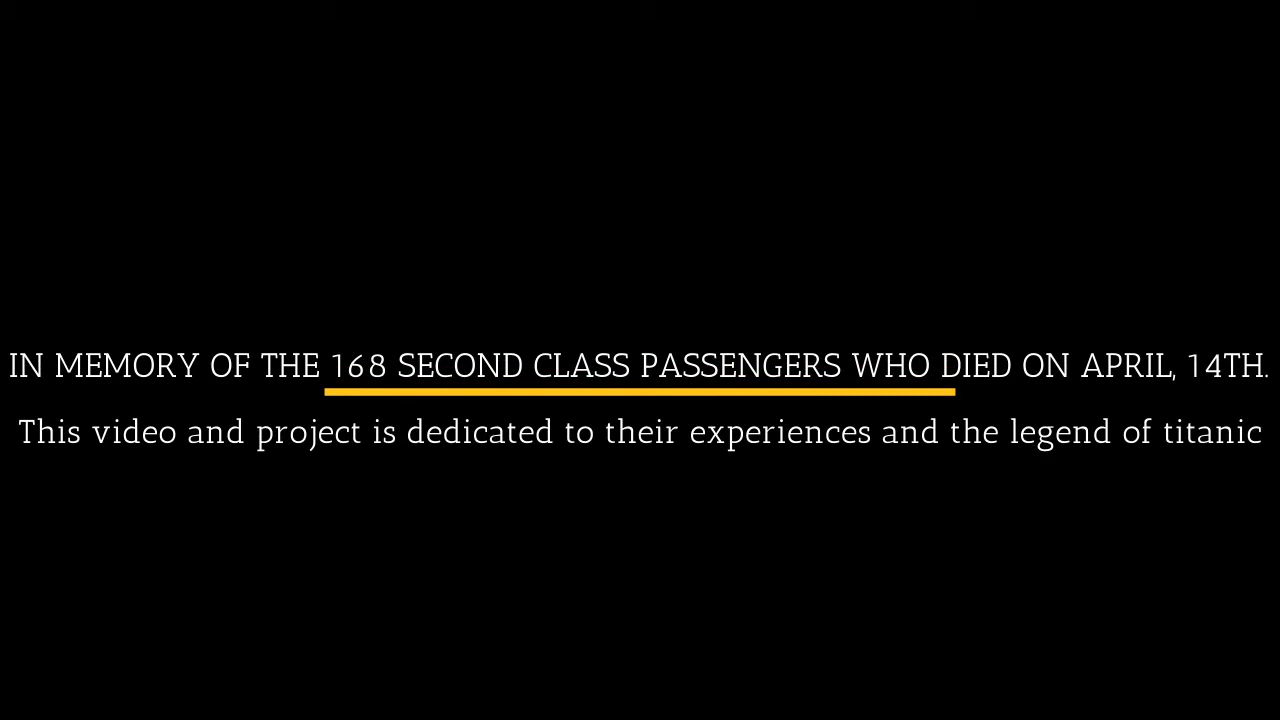 IN MEMORY OF THE 168 SECOND CLASS PASSENGERS WHO DIED ON APRIL, 14TH.
This video and project is dedicated to their experiences and the legend of titanic